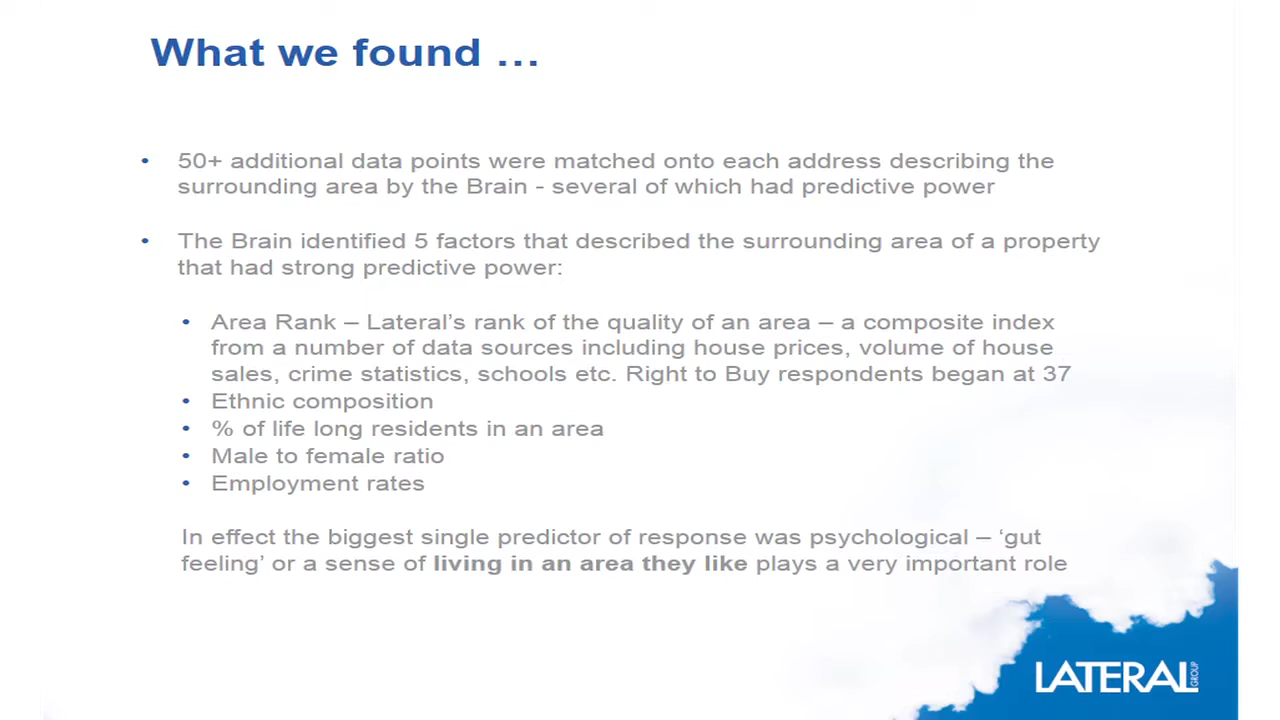 What we found …
• 50+ additional data points were matched onto each address describing the
surrounding area by the Brain - several of which had predictive power
• The Brain identified 5 factors that described the surrounding area of a property
that had strong predictive power:
• Area Rank – Lateral’s rank of the quality of an area – a composite index
from a number of data sources including house prices, volume of house
sales, crime statistics, schools etc. Right to Buy respondents began at 37
• Ethnic composition
• % of life long residents in an area
• Male to female ratio
• Employment rates
In effect the biggest single predictor of response was psychological – ‘gut
feeling’ or a sense of living in an area they like plays a very important role
LATERAL GROUP